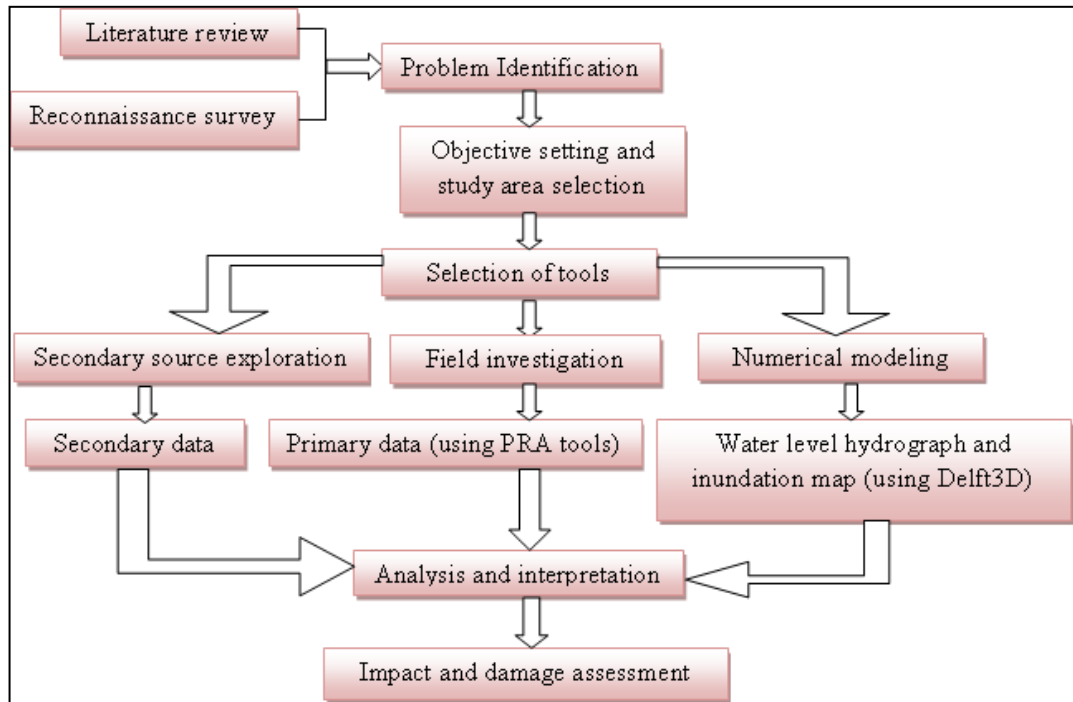 Literature review
Reconnaissance survey
Problem Identification
Objective setting and
study area selection
Selection of tools
Secondary source exploration
Field investigation
Numerical modeling
Secondary data
Primary data (using PRA tools)
Water level hydrograph and
inundation map (using Delft3D)
Analysis and interpretation
Impact and damage assessment